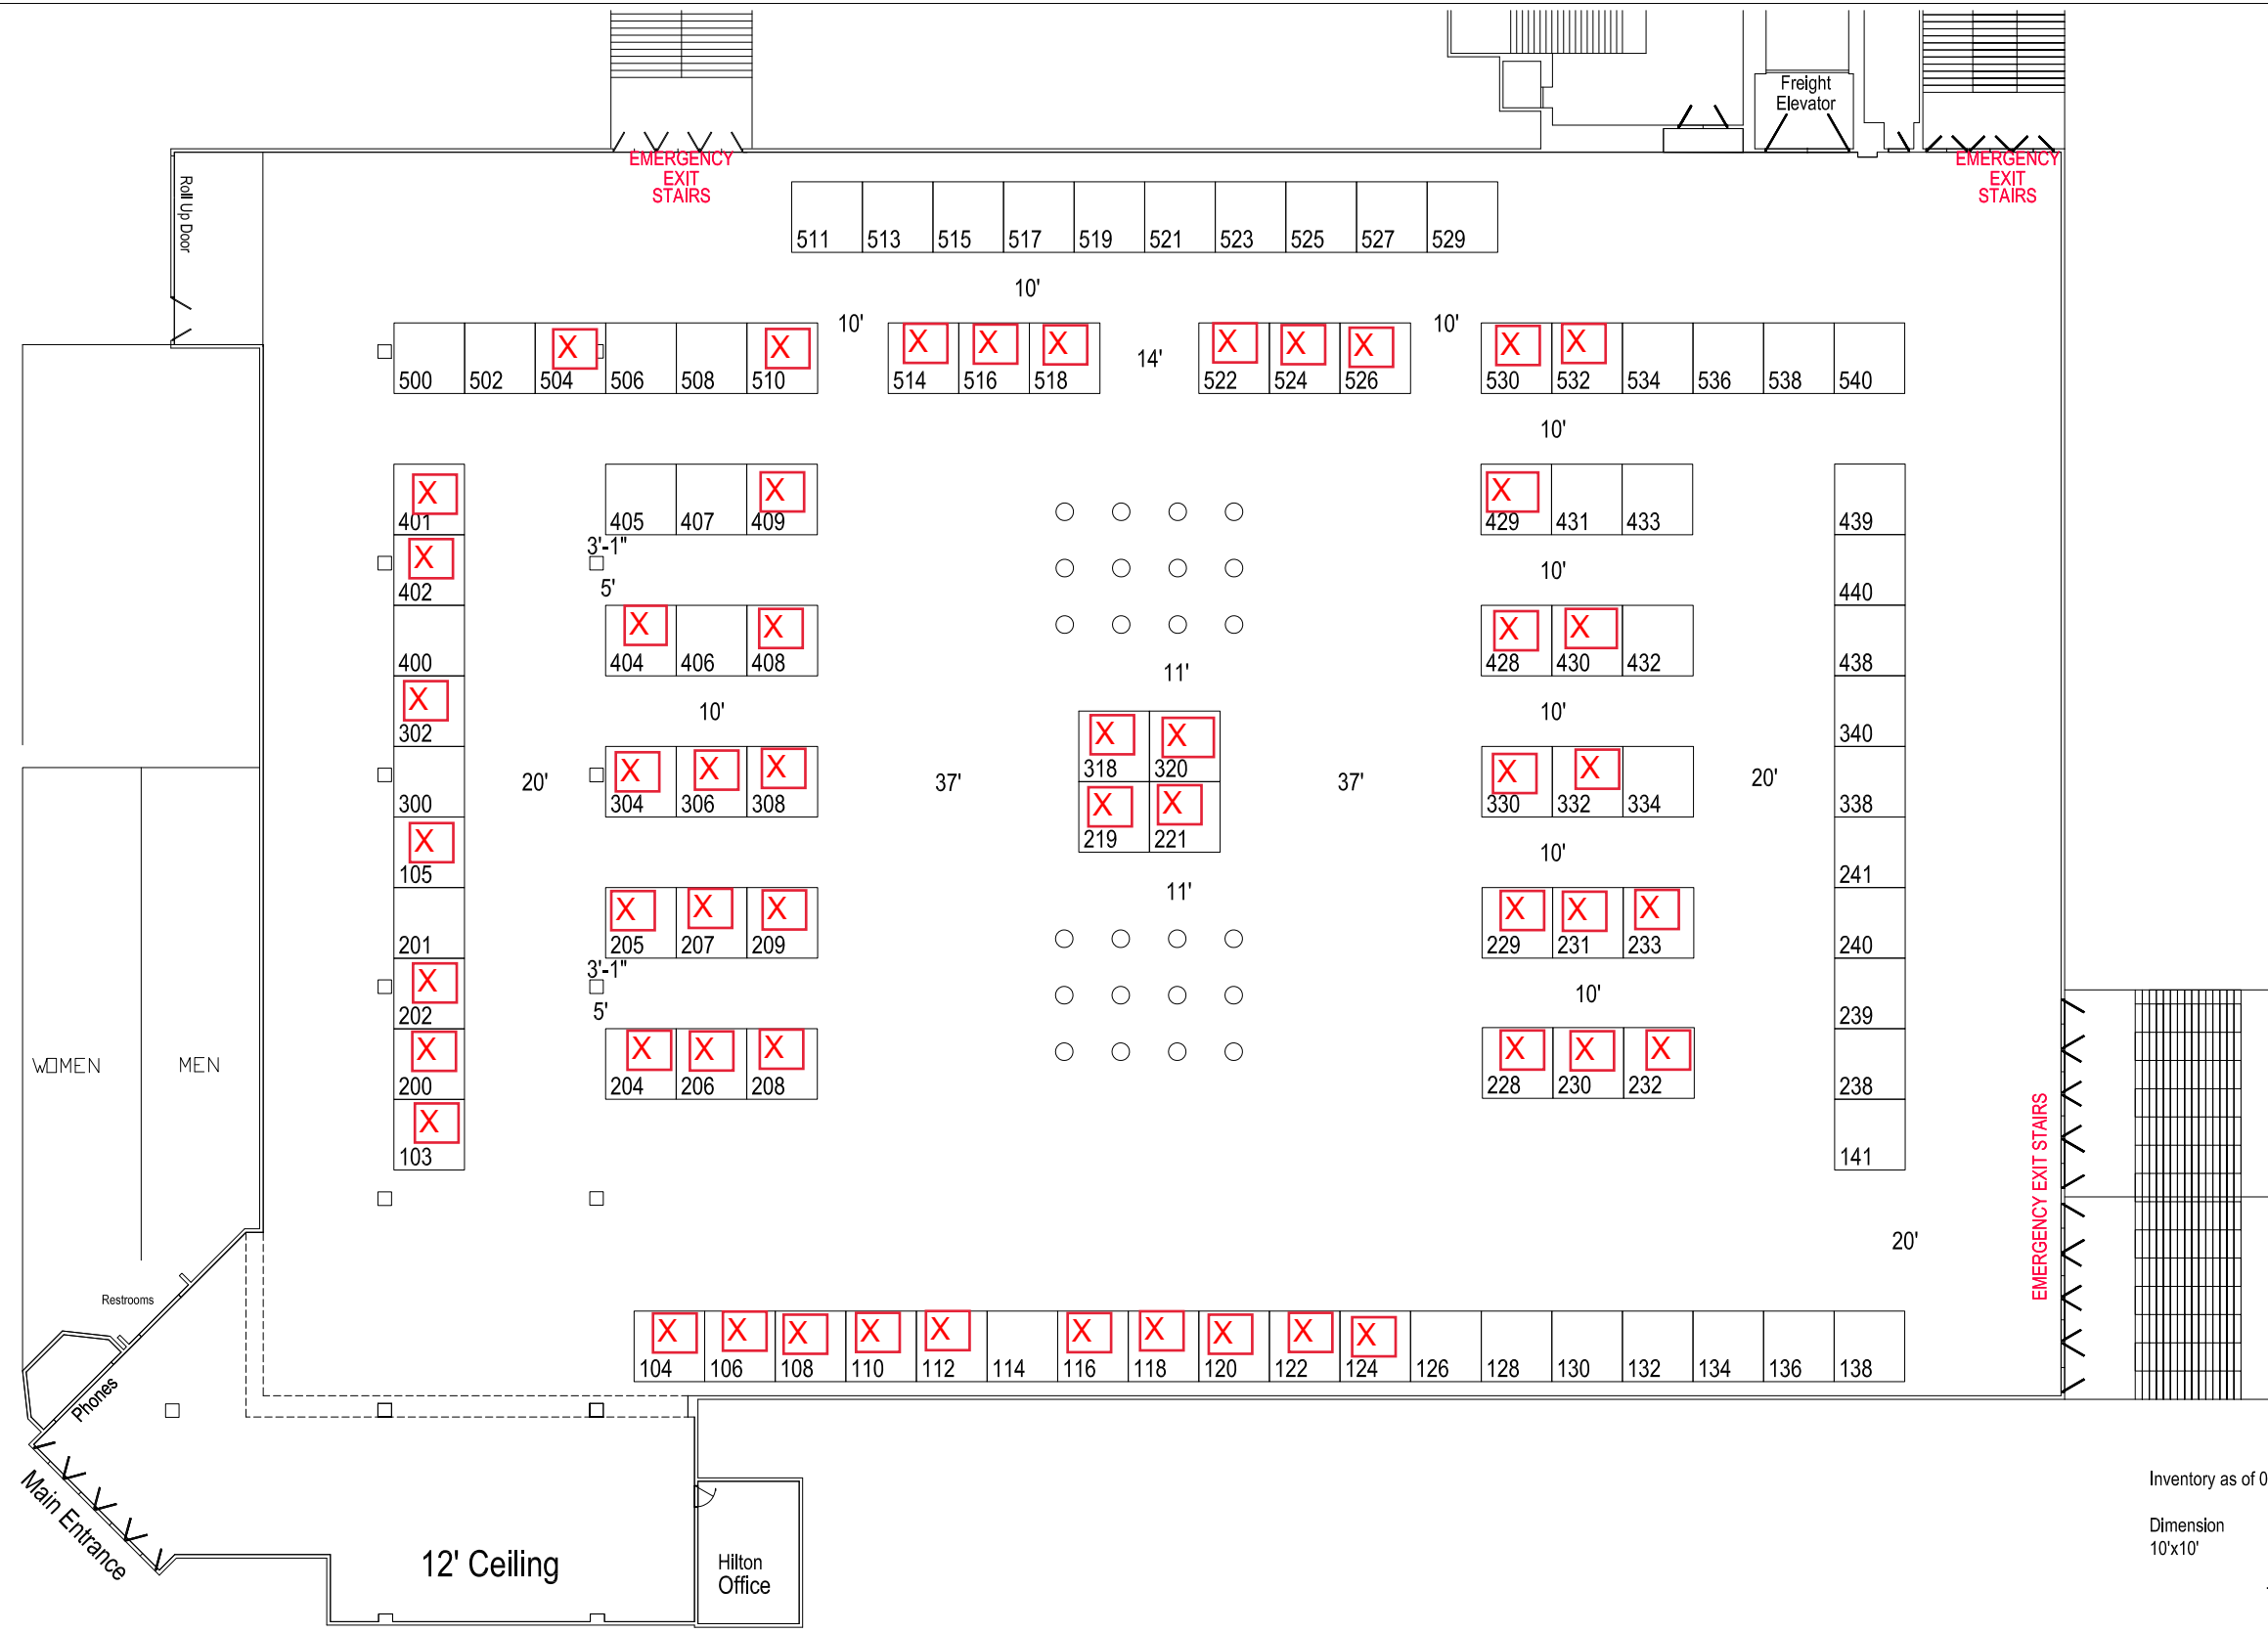 Freight
Elevator
EMERGENCY
EXIT
STAIRS
EMERGENCY
EXIT
STAIRS
Roll Up Door
511 513 515 517 519 521 523 525 527 529
10'
10'
10'
14'
X X X X X X X X X X
500 502 504 506 508 510 514 516 518 522 524 526 530 532 534 536 538 540
10'
X X X
401 405 407 409 429 431 433 439
3'-1"
10'
5'
X
402 440
X X X X
400 404 406 408 428 430 432 438
11'
X
302 340
10'
10'
X X
318 320
X X X X X
300 304 306 308 330 332 334 338
20'
37'
37'
20'
X X
219 221
X
105 241
10'
11'
X X X X X X
201 205 207 209 229 231 233 240
3'-1"
10'
5'
X
202 239
X X X X X X X
200 204 206 208 228 230 232 238
WOMEN
MEN
X
103 141
EMERGENCY EXIT STAIRS
20'
Restrooms
X X X X X X X X X X
104 106 108 110 112 114 116 118 120 122 124 126 128 130 132 134 136 138
Phones
Main Entrance
12' Ceiling
Hilton
Office
Inventory as of 0
Dimension
10'x10'